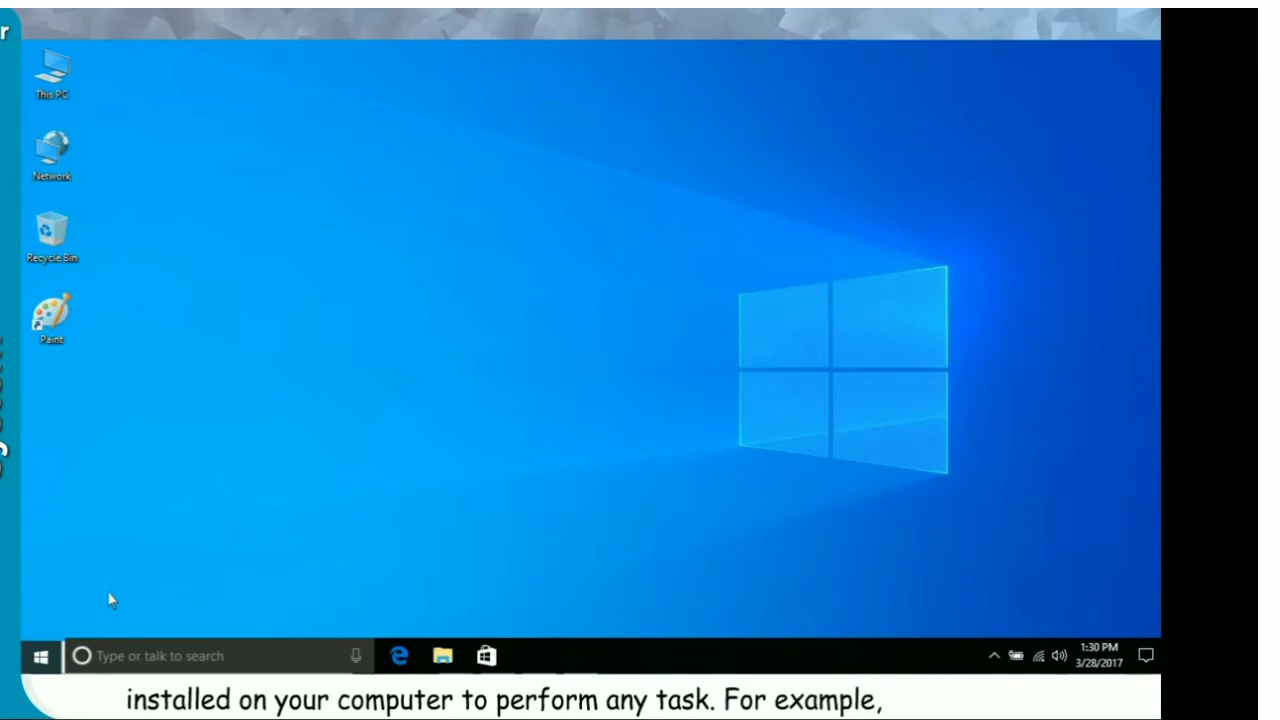 r
This PC
Network
Recycle Bin
Paint
Type or talk to search
1:30 PM
3/28/2017
installed on your computer to perform any task. For example,